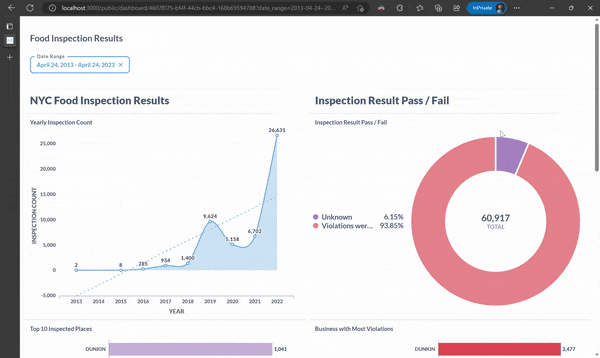 localhost:3000/public/dashboard/4607f075-bf4f-44cb-bbc4-168b69594788?date_range=2013-04-24~20...
InPrivate
Food Inspection Results
Date Range
April 24, 2013 - April 24, 2023
NYC Food Inspection Results
Yearly Inspection Count
INSPECTION COUNT
25,000
20,000
15,000
10,000
5,000
0
-5,000
2
8
285
934
1,400
9,624
5,158
6,702
26,631
2013
2014
2015
2016
2017
2018
2019
2020
2021
2022
YEAR
Inspection Result Pass / Fail
Inspection Result Pass / Fail
Unknown 6.15%
Violations wer... 93.85%
60,917
TOTAL
Top 10 Inspected Places
DUNKIN
1,041
Business with Most Violations
DUNKIN
2,477